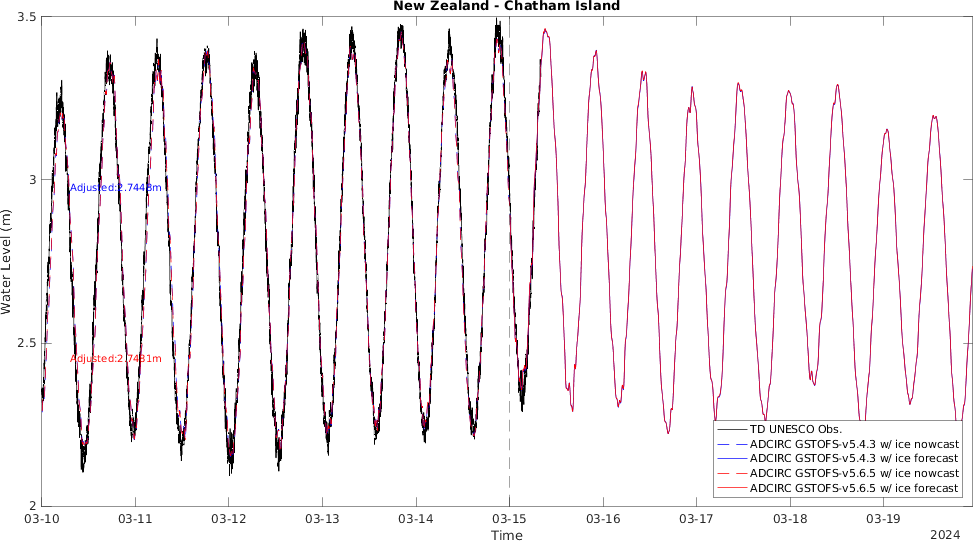 New Zealand - Chatham Island
3.5
3
2.5
2
Water Level (m)
Adjusted:2.7443m
Adjusted:2.7431m
TD UNESCO Obs.
ADCIRC GSTOFS-v5.4.3 w/ ice nowcast
ADCIRC GSTOFS-v5.4.3 w/ ice forecast
ADCIRC GSTOFS-v5.6.5 w/ ice nowcast
ADCIRC GSTOFS-v5.6.5 w/ ice forecast
03-10 03-11 03-12 03-13 03-14 03-15 03-16 03-17 03-18 03-19
Time
2024